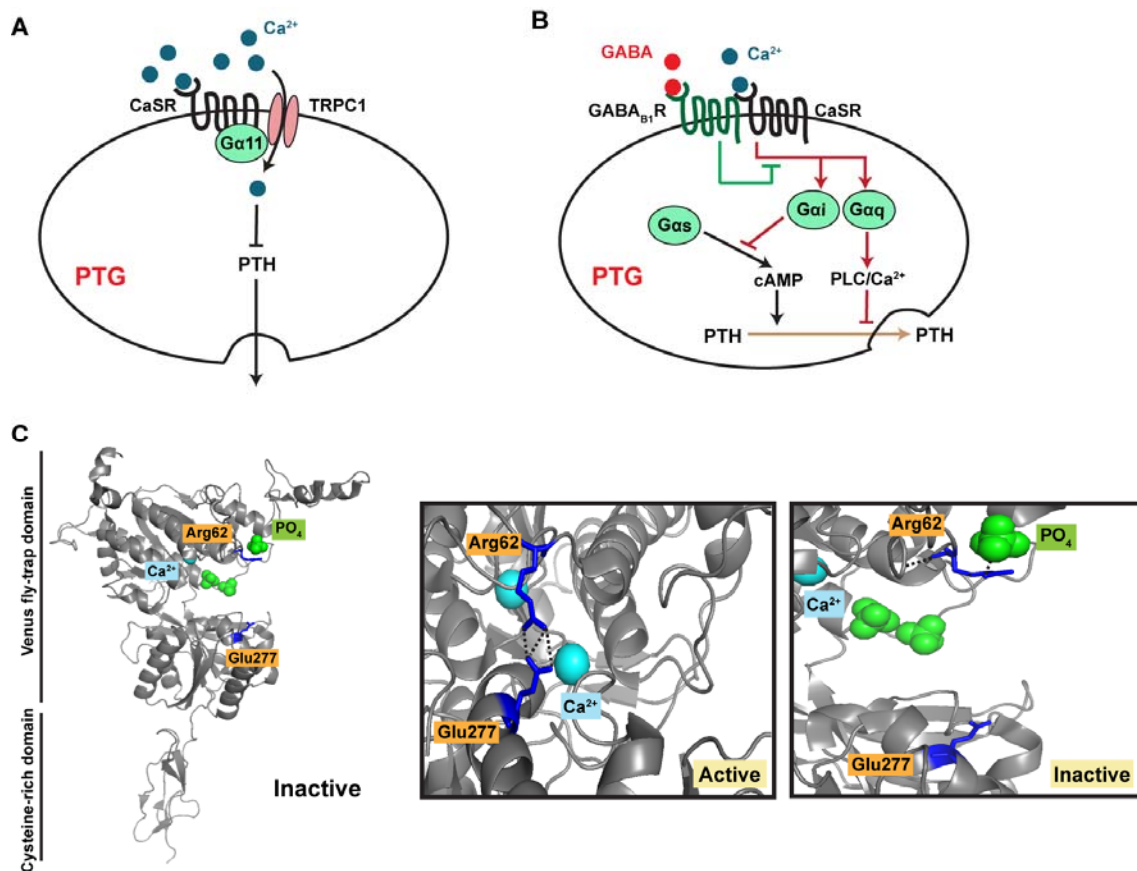 A
Ca²⁺
CaSR
TRPC1
Gα11
PTH
PTG
B
GABA
Ca²⁺
GABA_B1R
CaSR
Gαi
Gαq
Gαs
PTG
cAMP
PLC/Ca²⁺
PTH
PTH
C
Venus fly-trap domain
Cysteine-rich domain
Arg62
PO₄
Ca²⁺
Glu277
Inactive
Arg62
Ca²⁺
Glu277
Active
Arg62
PO₄
Ca²⁺
Glu277
Inactive